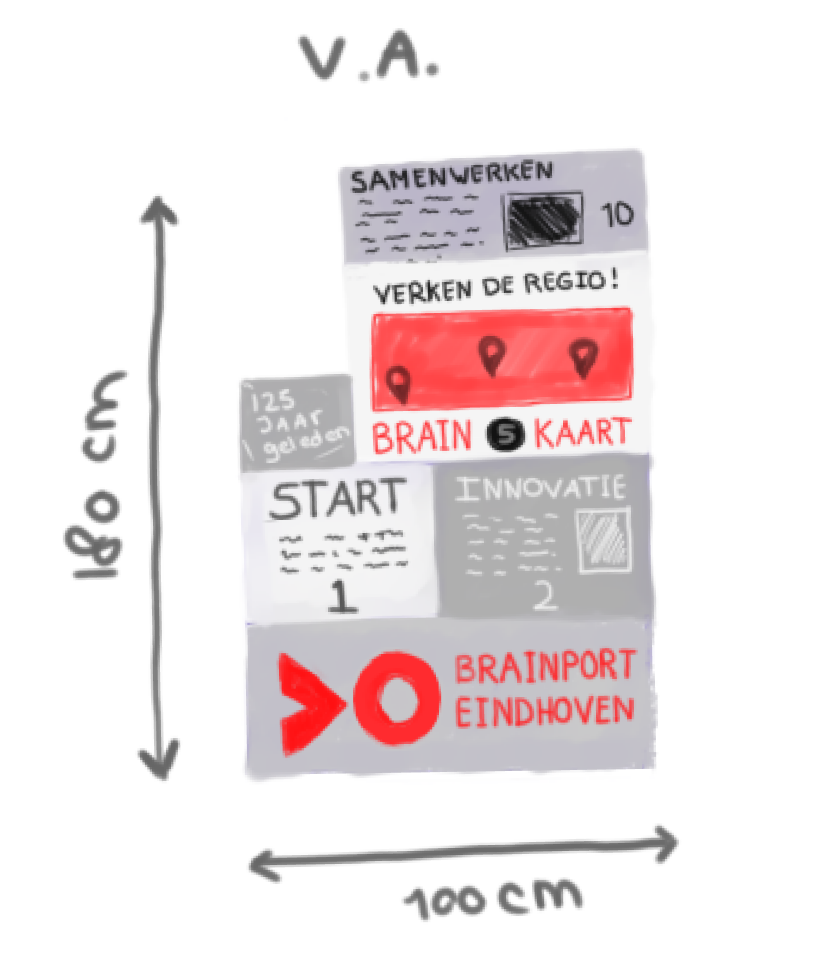 V.A.
SAMENWERKEN
10
VERKEN DE REGIO!
BRAIN 5 KAART
125
JAAR
geleden
START
1
INNOVATIE
2
BRAINPORT
EINDHOVEN
180 cm
100 cm